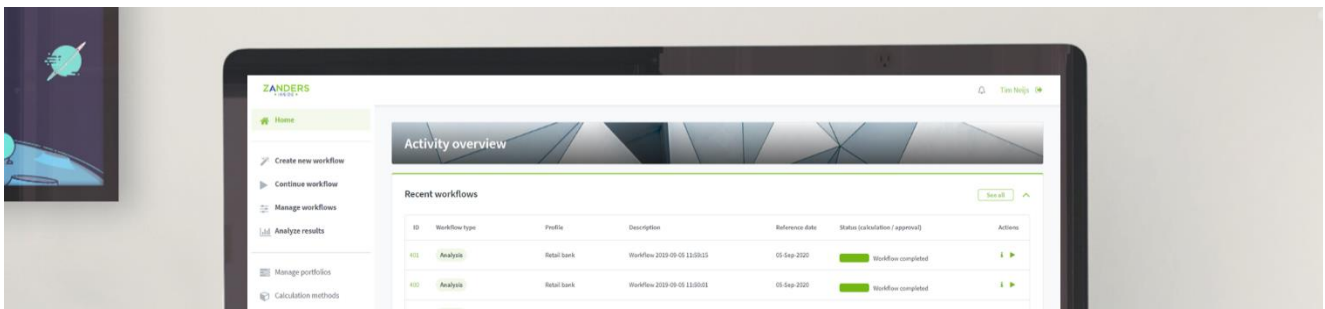 ZANDERS
INSIDE
Tim Neijs
Home
Activity overview
Create new workflow
Continue workflow
Manage workflows
Recent workflows
See all
Analyze results
ID Workflow type Profile Description Reference date Status (calculation / approval) Actions
Analysis Retail bank Workflow 2019-09-05 11:59:15 05-Sep-2020 Workflow completed
Manage portfolios
Analysis Retail bank Workflow 2019-09-05 11:50:01 05-Sep-2020 Workflow completed
Calculation methods